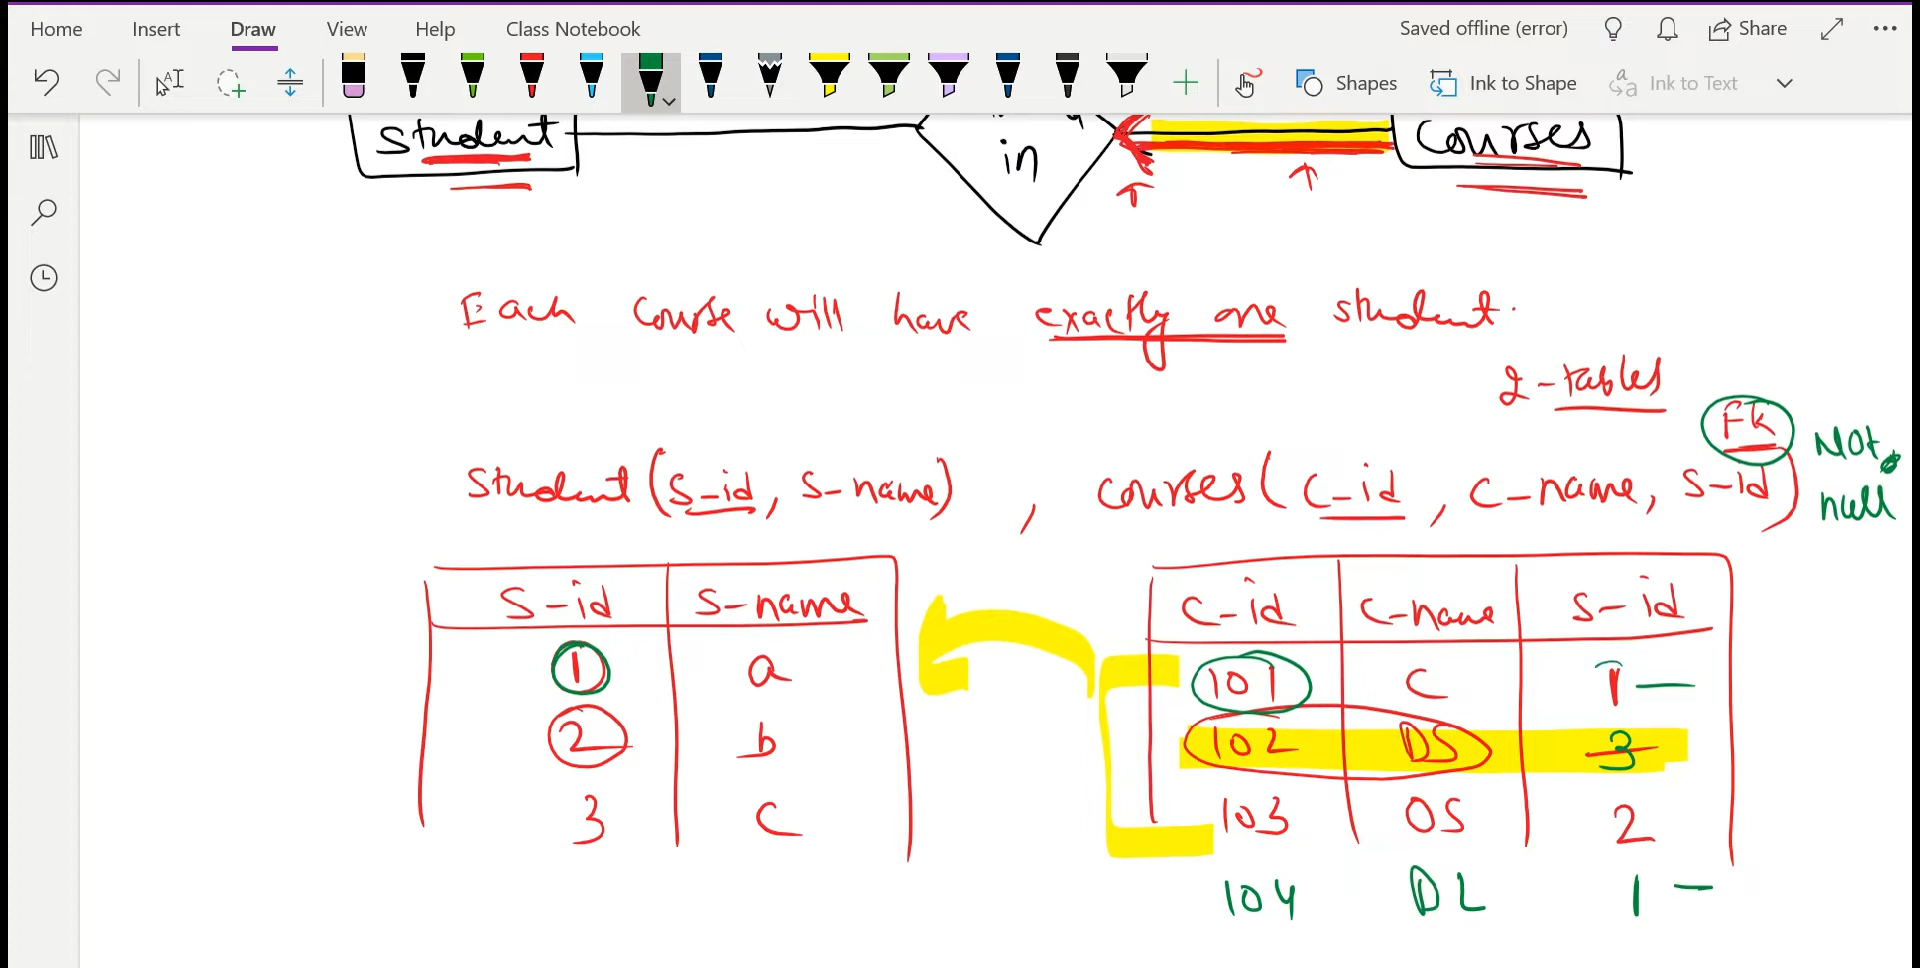 Home Insert Draw View Help Class Notebook Saved offline (error) Share
Shapes Ink to Shape Ink to Text
Student in Courses
Each Course will have exactly one student.
2-tables
FK
Not null
Student (S-id, S-name) , courses (C-id, C-name, S-id)
S-id S-name C-id C-name S-id
1 a 101 C 1
2 b 102 DS 3
3 c 103 OS 2
104 DL 1